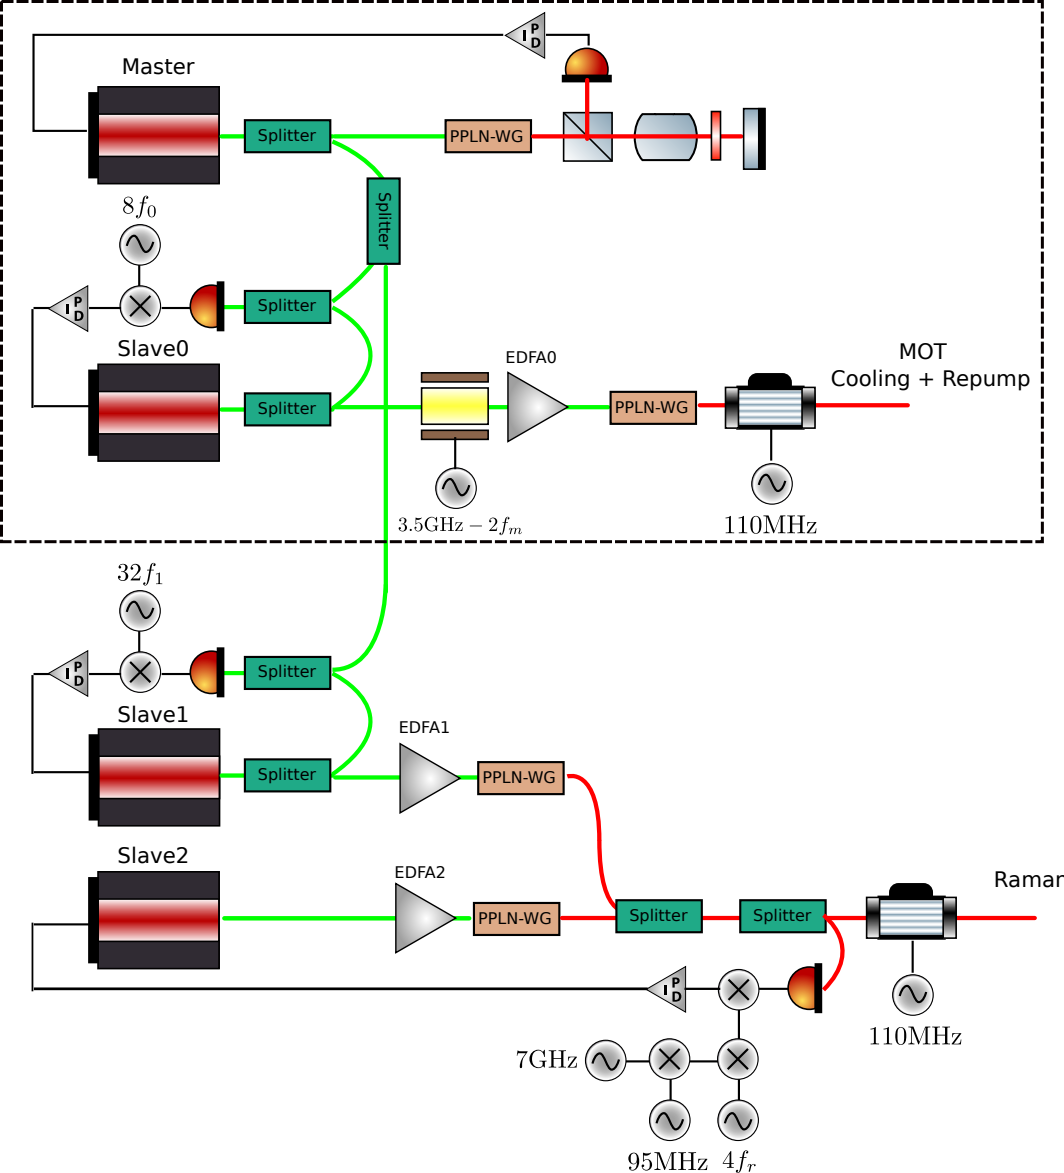 I P D
Master
Splitter
PPLN-WG
Splitter
8f₀
I P D
Splitter
Slave0
EDFA0
MOT
Cooling + Repump
Splitter
PPLN-WG
3.5GHz − 2fₘ
110MHz
32f₁
I P D
Splitter
Slave1
EDFA1
Splitter
PPLN-WG
Slave2
EDFA2
Raman
PPLN-WG
Splitter
Splitter
I P D
110MHz
7GHz
95MHz
4fᵣ